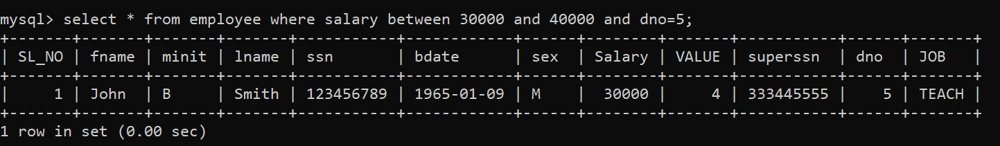 mysql> select * from employee where salary between 30000 and 40000 and dno=5;
+-------+-------+-------+-------+-----------+------------+------+--------+-------+-----------+------+-------+
| SL_NO | fname | minit | lname | ssn       | bdate      | sex  | Salary | VALUE | superssn  | dno  | JOB   |
+-------+-------+-------+-------+-----------+------------+------+--------+-------+-----------+------+-------+
|     1 | John  | B     | Smith | 123456789 | 1965-01-09 | M    |  30000 |     4 | 333445555 |    5 | TEACH |
+-------+-------+-------+-------+-----------+------------+------+--------+-------+-----------+------+-------+
1 row in set (0.00 sec)